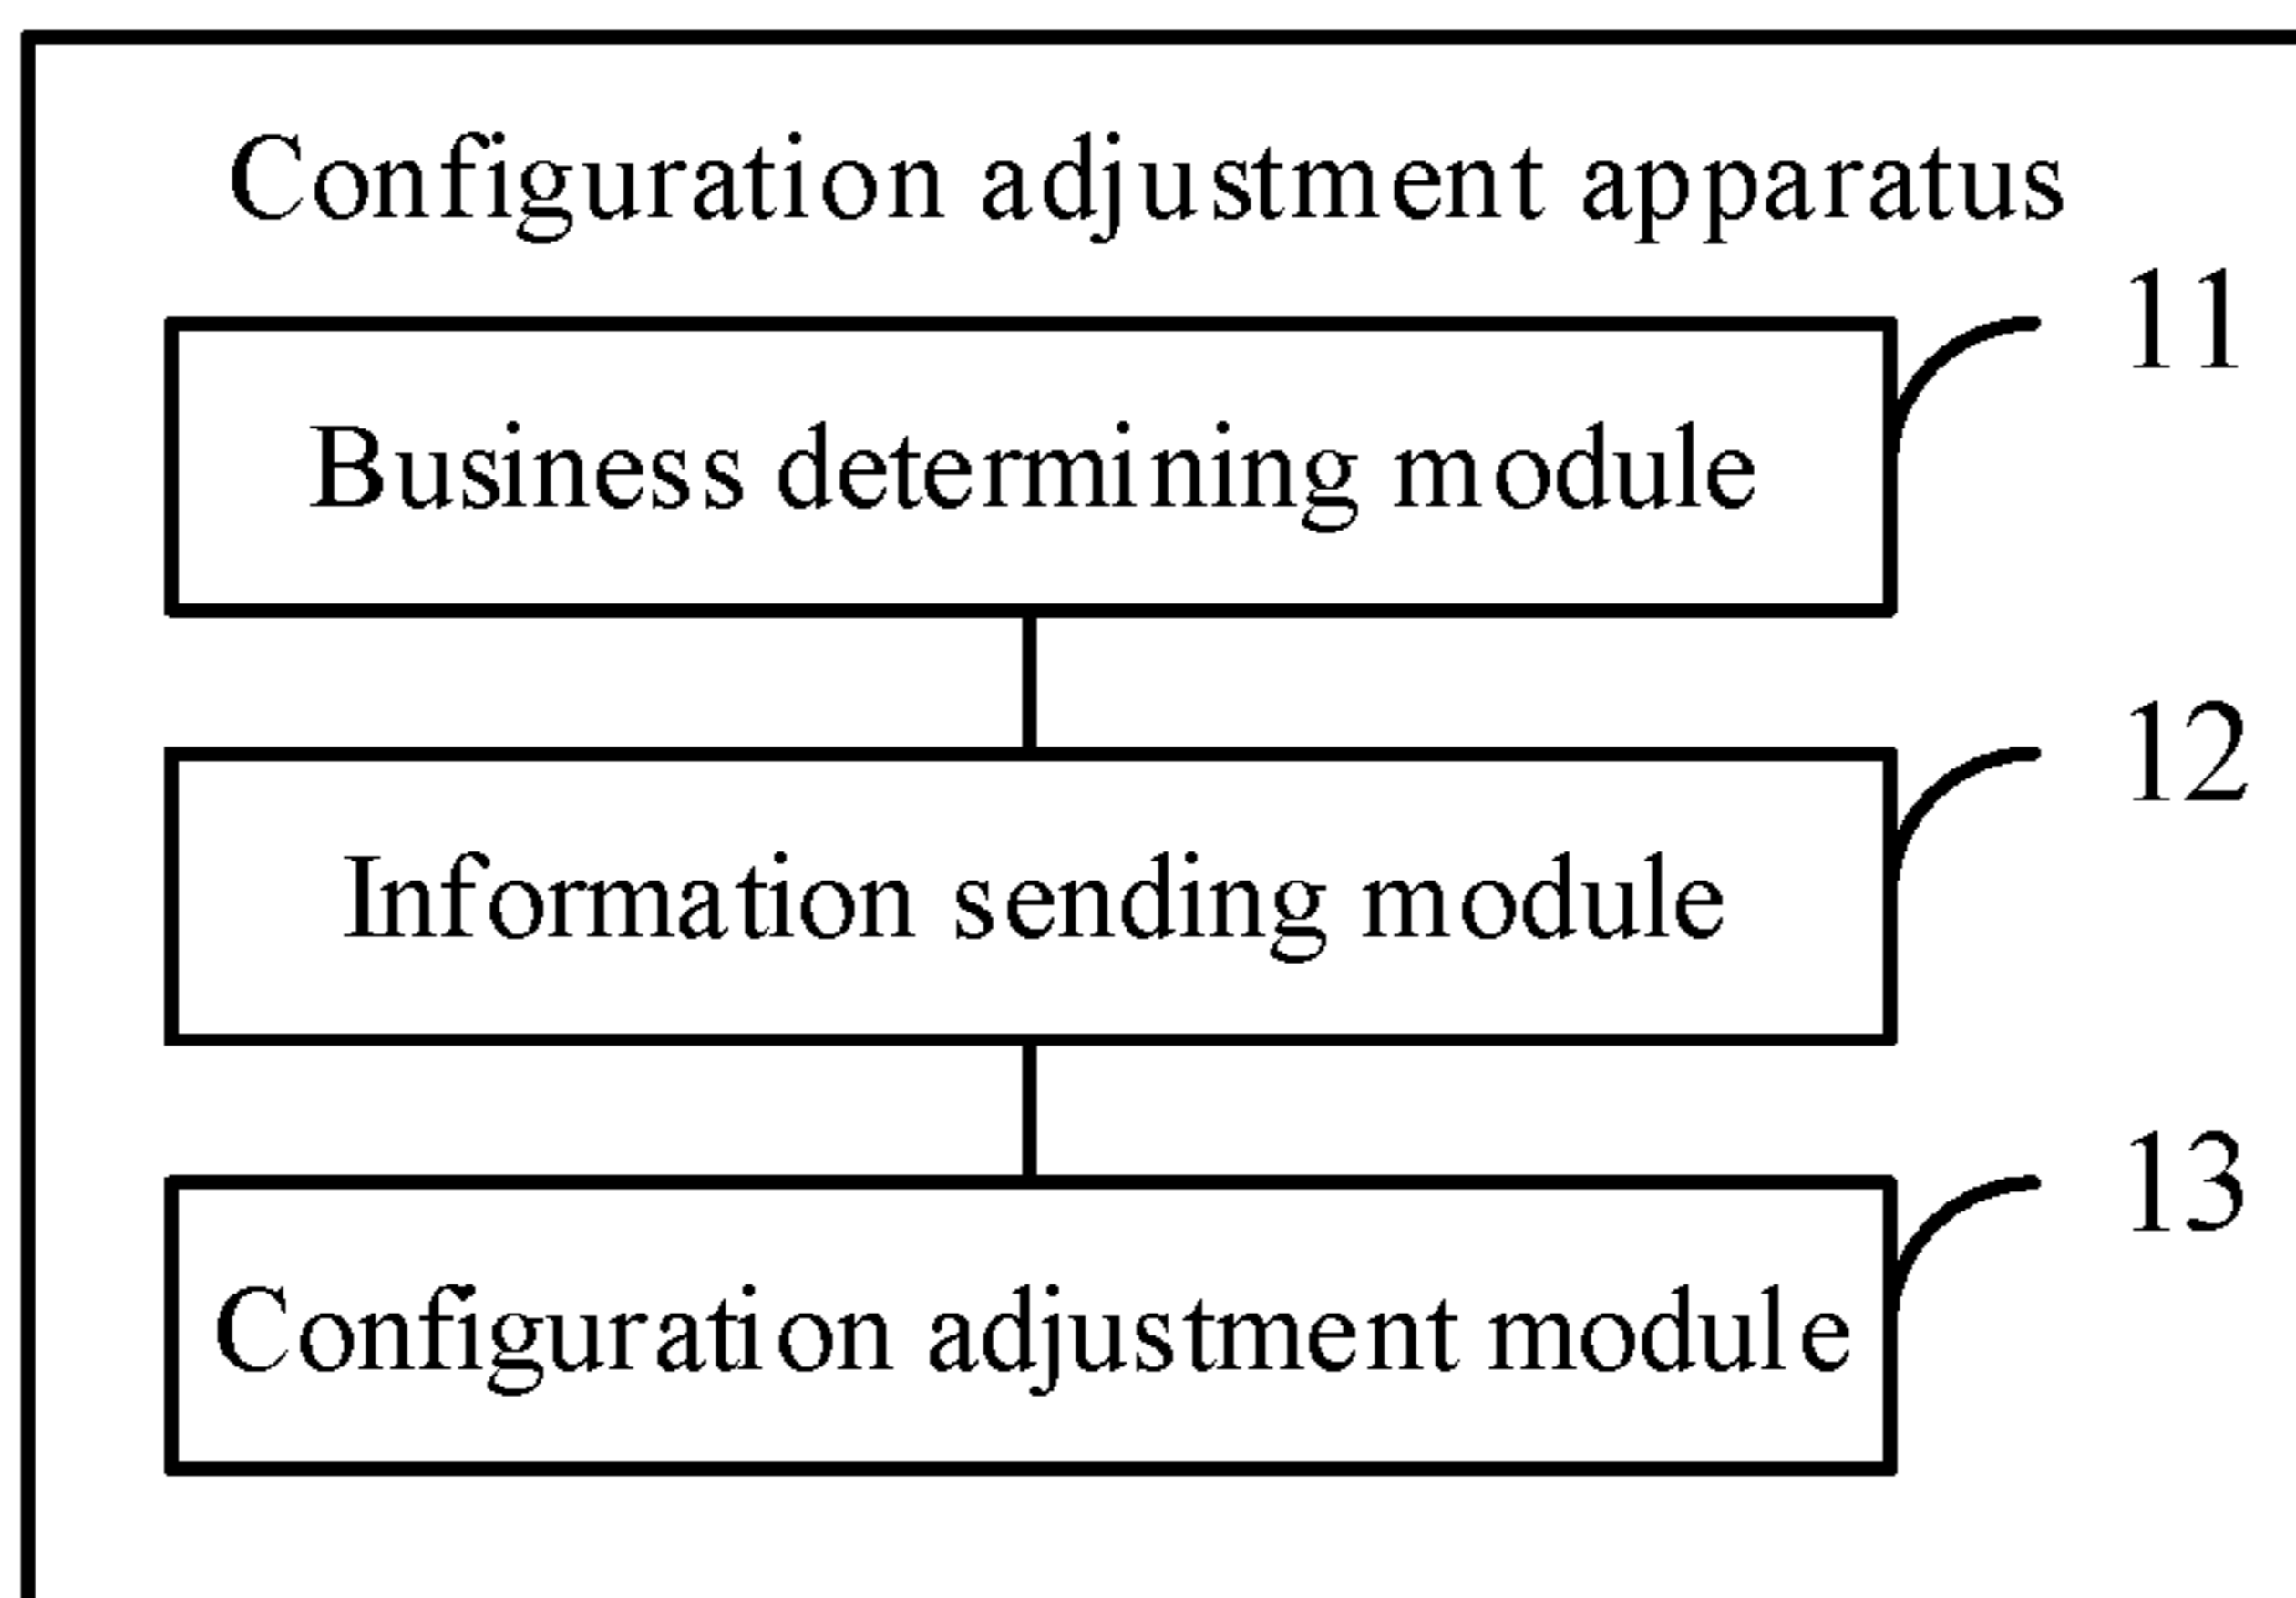 Configuration adjustment apparatus
11
Business determining module
12
Information sending module
13
Configuration adjustment module